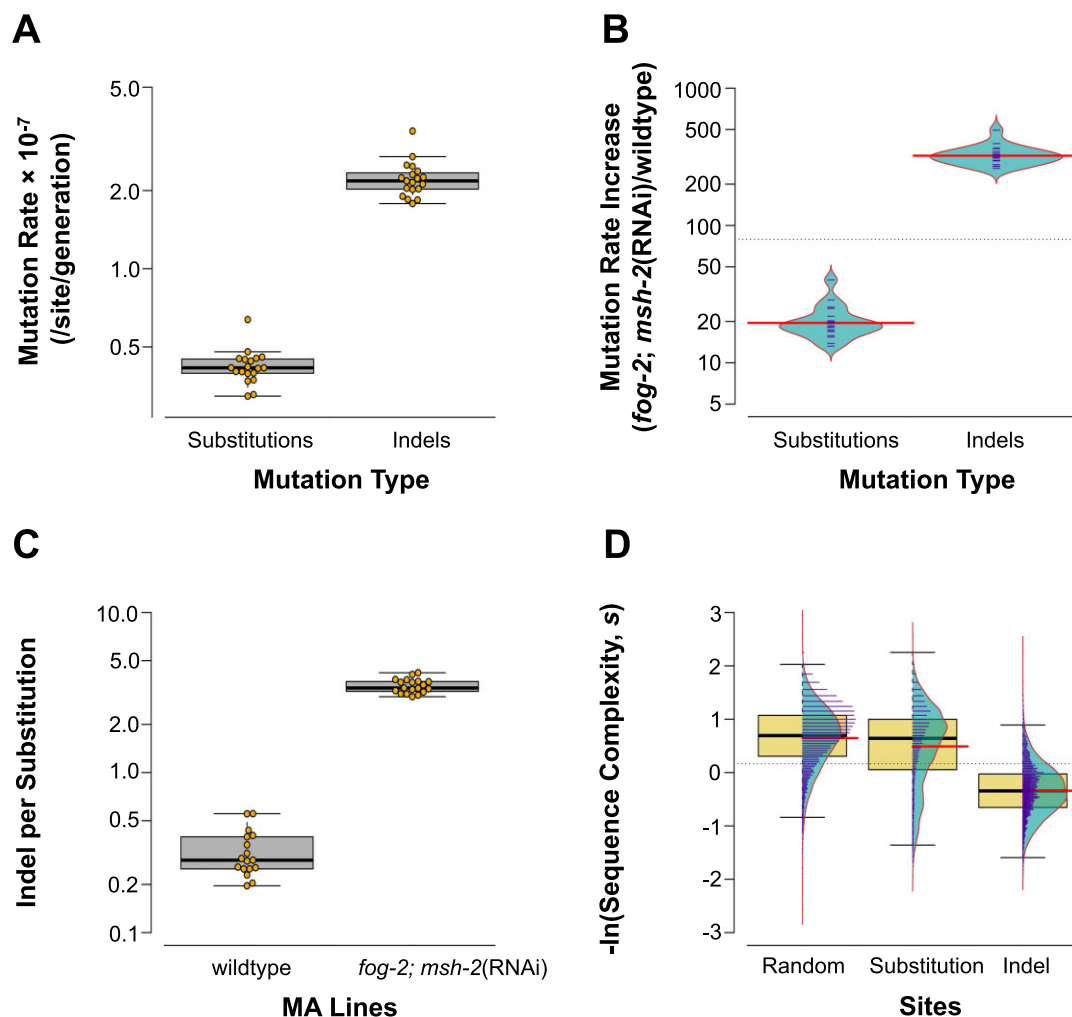 A
Mutation Rate × 10-7
(/site/generation)
5.0
2.0
1.0
0.5
Substitutions Indels
Mutation Type
B
Mutation Rate Increase
(fog-2; msh-2(RNAi)/wildtype)
1000
500
200
100
50
20
10
5
Substitutions Indels
Mutation Type
C
Indel per Substitution
10.0
5.0
2.0
1.0
0.5
0.2
0.1
wildtype fog-2; msh-2(RNAi)
MA Lines
D
-ln(Sequence Complexity, s)
3
2
1
0
-1
-2
-3
Random Substitution Indel
Sites